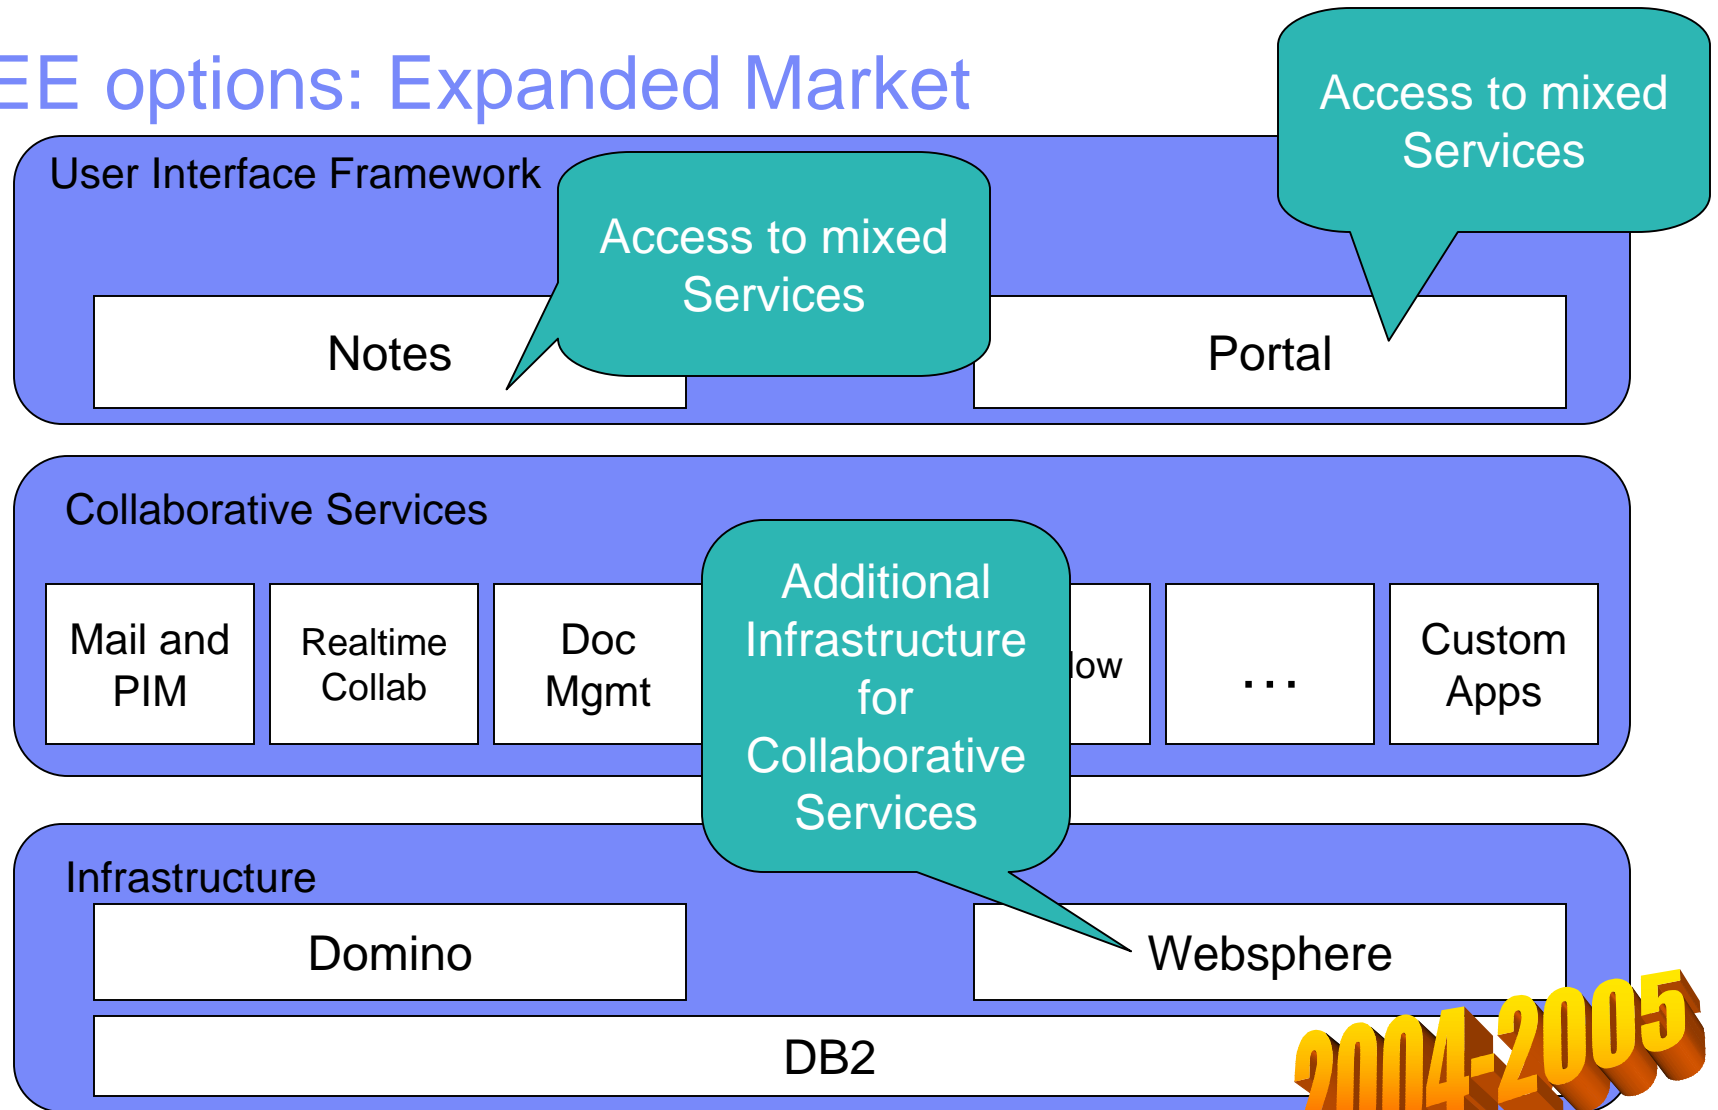 EE options: Expanded Market
Access to mixed
Services
User Interface Framework
Access to mixed
Services
Notes
Portal
Collaborative Services
Additional
Infrastructure
for
Collaborative
Services
Mail and
PIM
Realtime
Collab
Doc
Mgmt
low
...
Custom
Apps
Infrastructure
Domino
Websphere
DB2
2004-2005